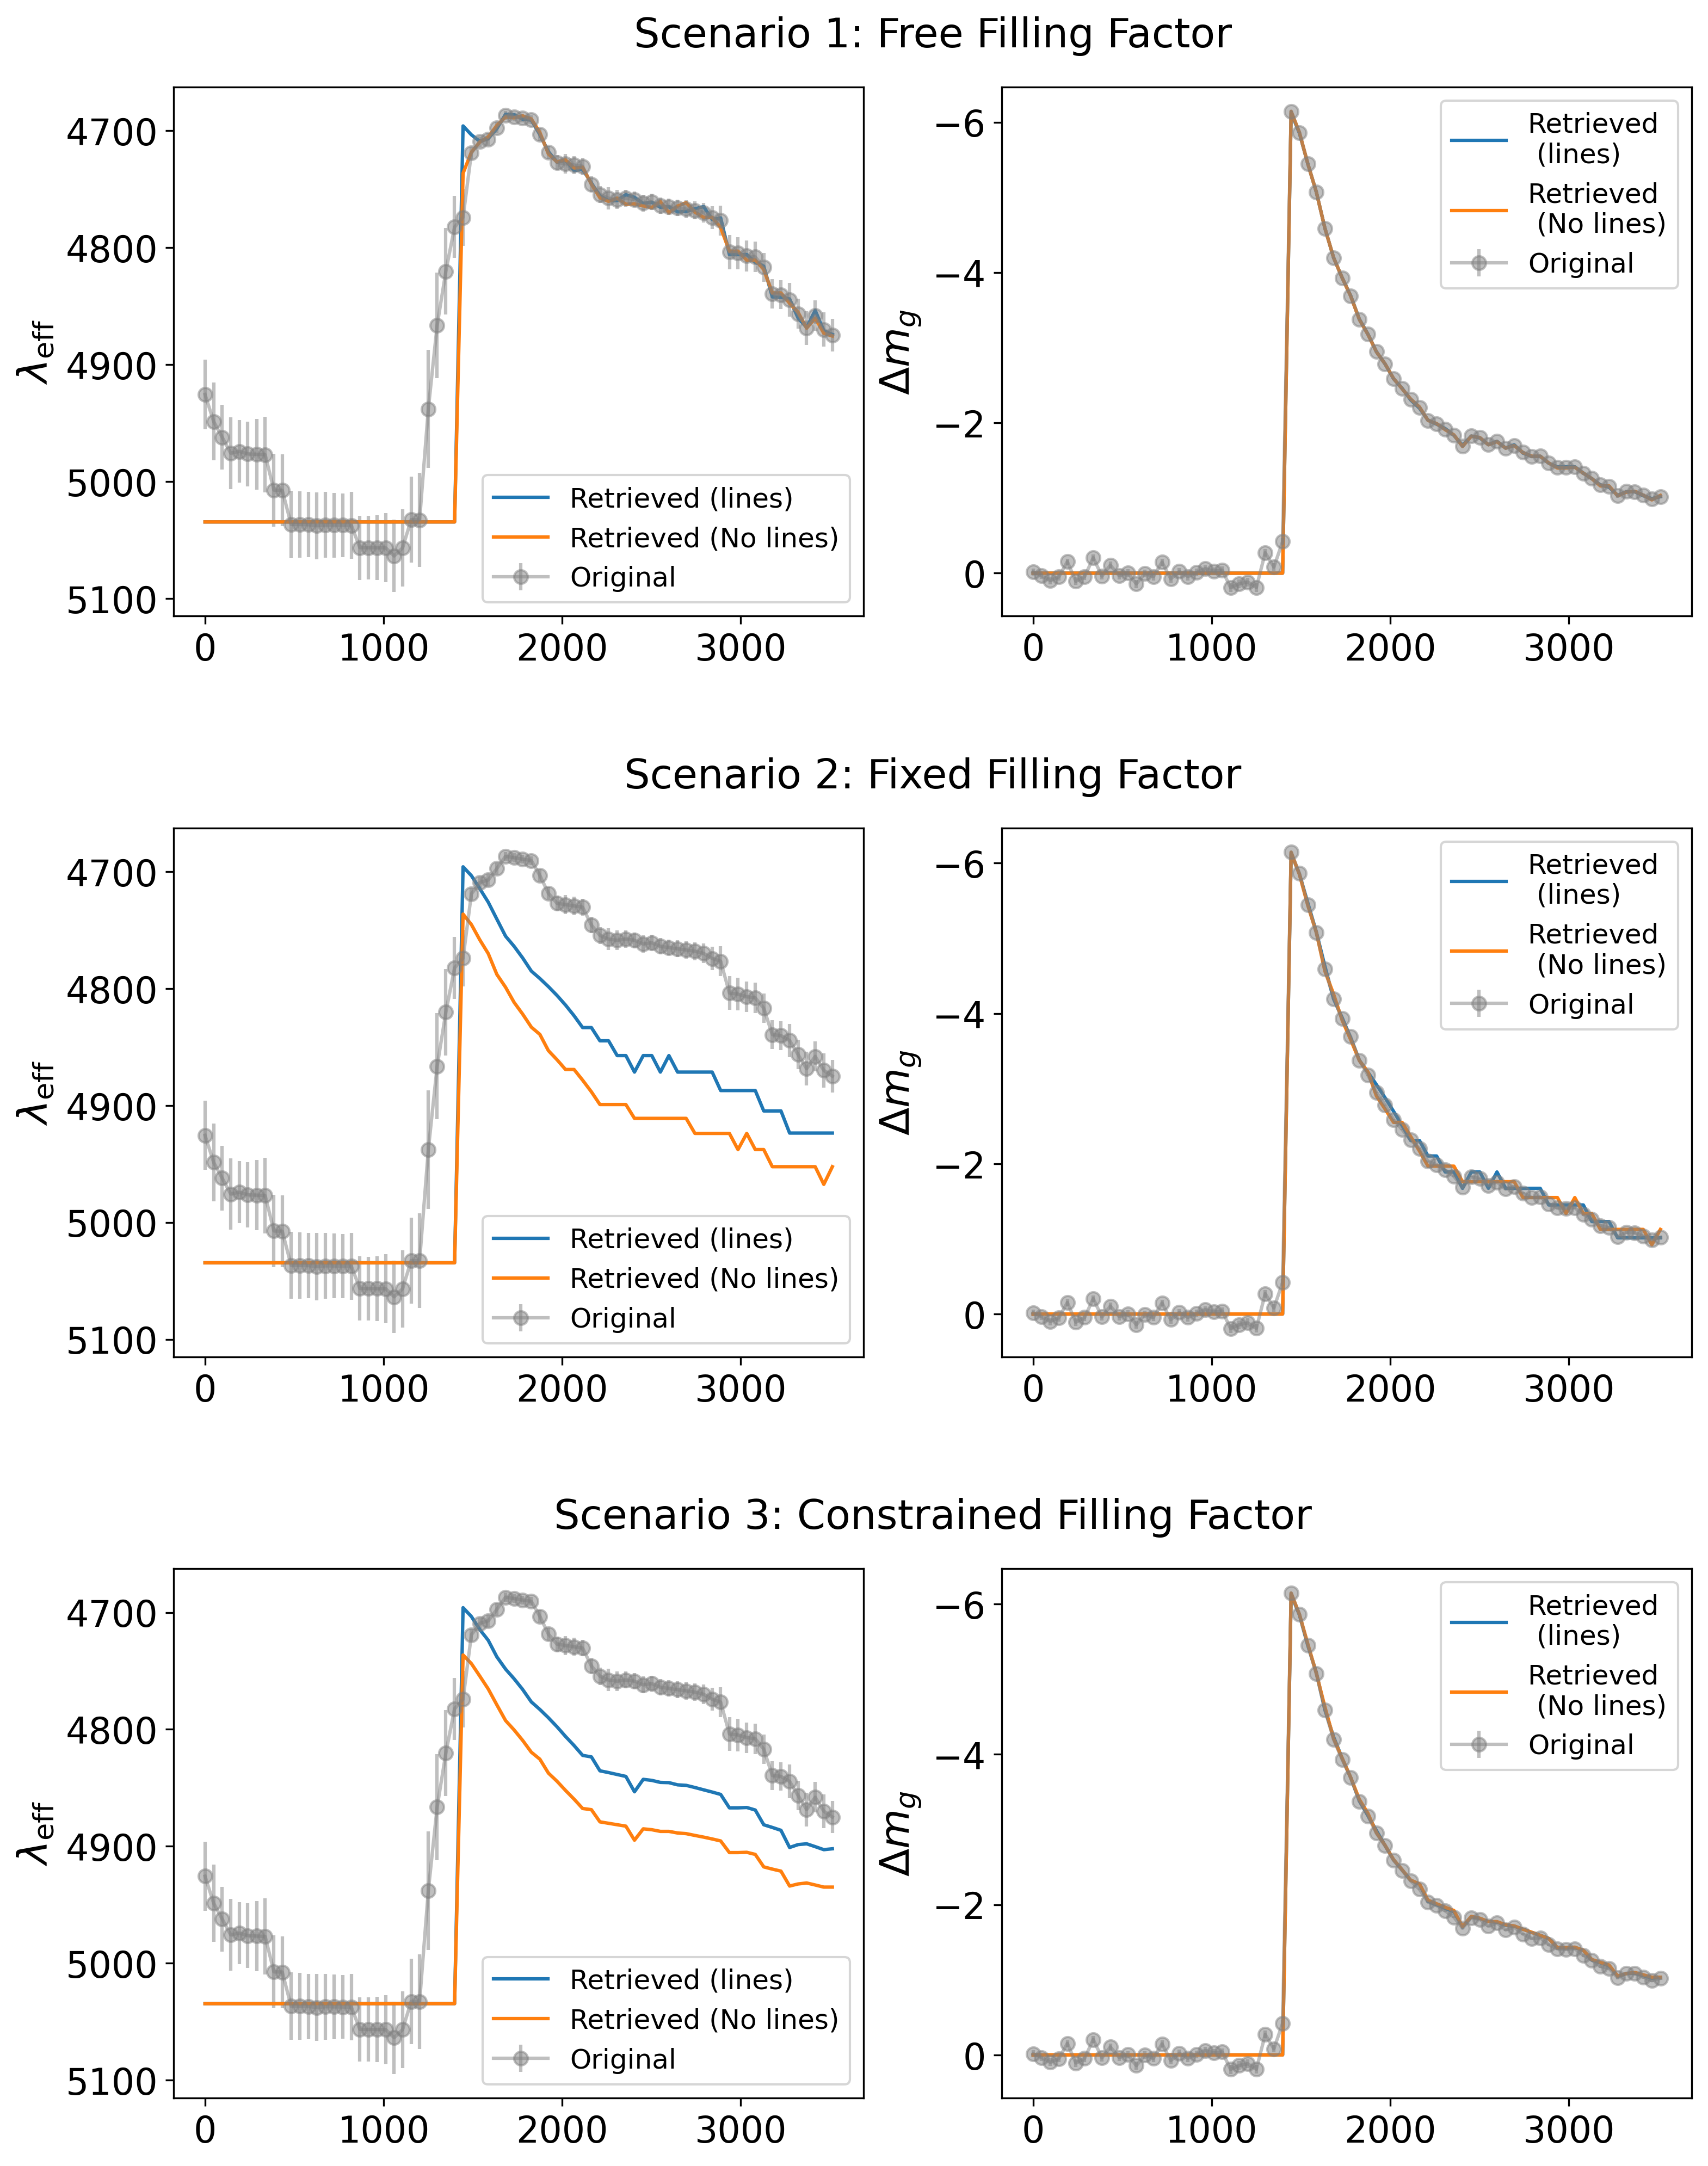 Scenario 1: Free Filling Factor
λeff
4700
4800
4900
5000
5100
0 1000 2000 3000
Retrieved (lines)
Retrieved (No lines)
Original
Δmg
−6
−4
−2
0
0 1000 2000 3000
Retrieved
(lines)
Retrieved
(No lines)
Original
Scenario 2: Fixed Filling Factor
λeff
4700
4800
4900
5000
5100
0 1000 2000 3000
Retrieved (lines)
Retrieved (No lines)
Original
Δmg
−6
−4
−2
0
0 1000 2000 3000
Retrieved
(lines)
Retrieved
(No lines)
Original
Scenario 3: Constrained Filling Factor
λeff
4700
4800
4900
5000
5100
0 1000 2000 3000
Retrieved (lines)
Retrieved (No lines)
Original
Δmg
−6
−4
−2
0
0 1000 2000 3000
Retrieved
(lines)
Retrieved
(No lines)
Original